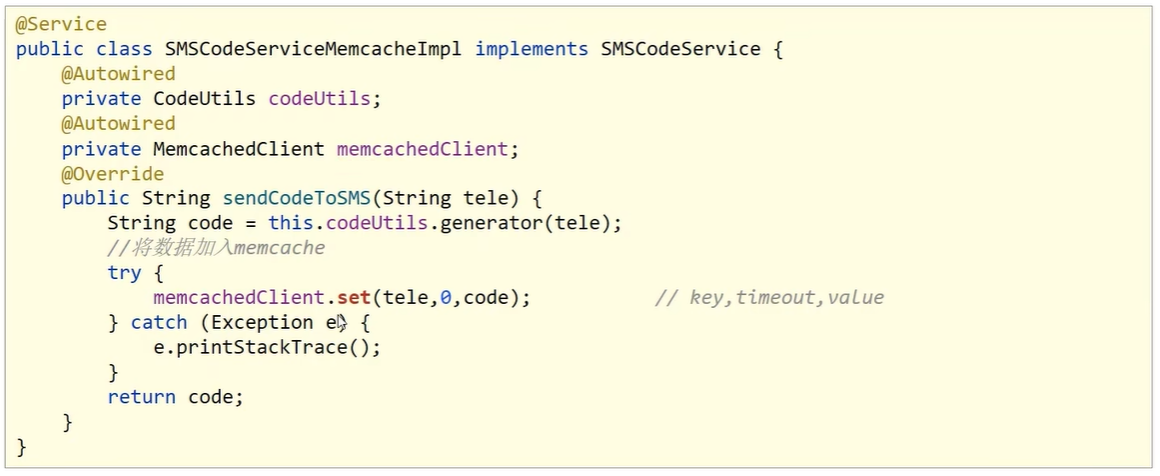 @Service
public class SMSCodeServiceMemcacheImpl implements SMSCodeService {
    @Autowired
    private CodeUtils codeUtils;
    @Autowired
    private MemcachedClient memcachedClient;
    @Override
    public String sendCodeToSMS(String tele) {
        String code = this.codeUtils.generator(tele);
        //将数据加入memcache
        try {
            memcachedClient.set(tele,0,code);           // key,timeout,value
        } catch (Exception e) {
            e.printStackTrace();
        }
        return code;
    }
}